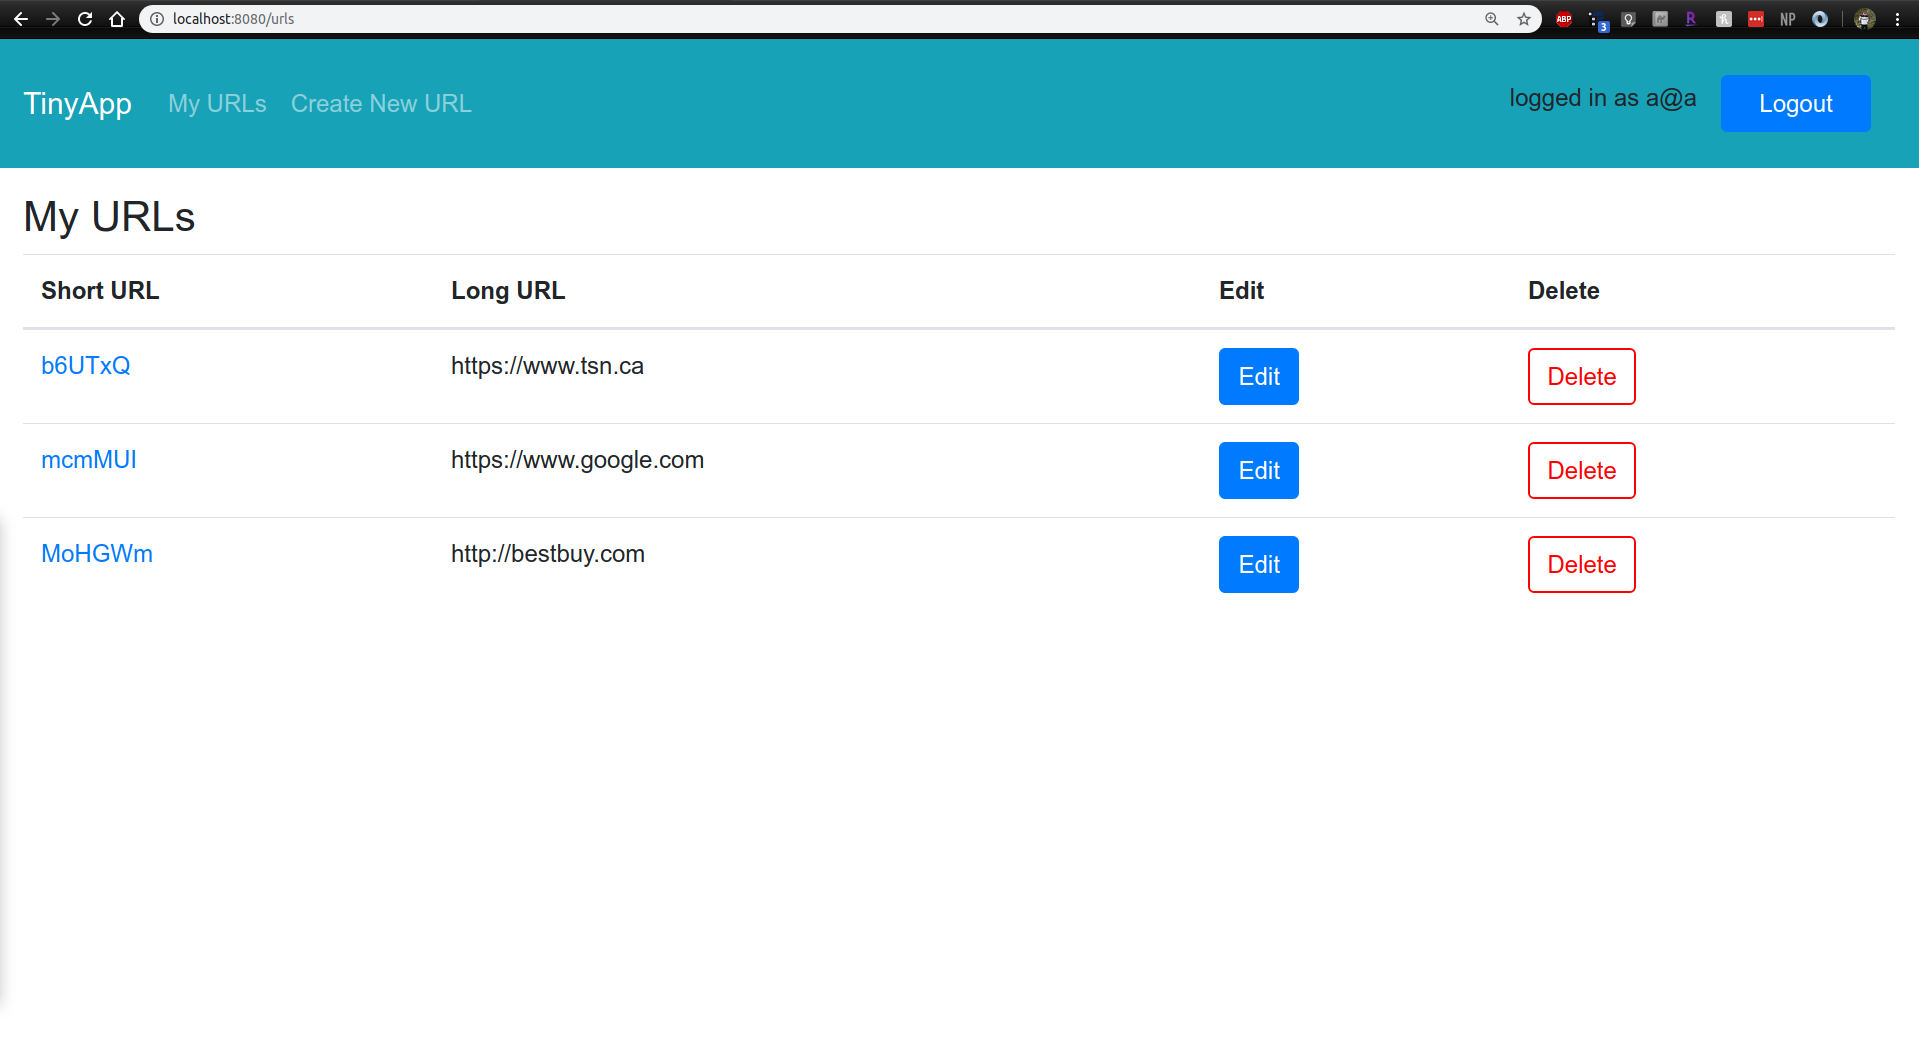 localhost:8080/urls
ABP 3 R NP
TinyApp My URLs Create New URL logged in as a@a Logout
My URLs
Short URL Long URL Edit Delete
b6UTxQ https://www.tsn.ca Edit Delete
mcmMUI https://www.google.com Edit Delete
MoHGWm http://bestbuy.com Edit Delete